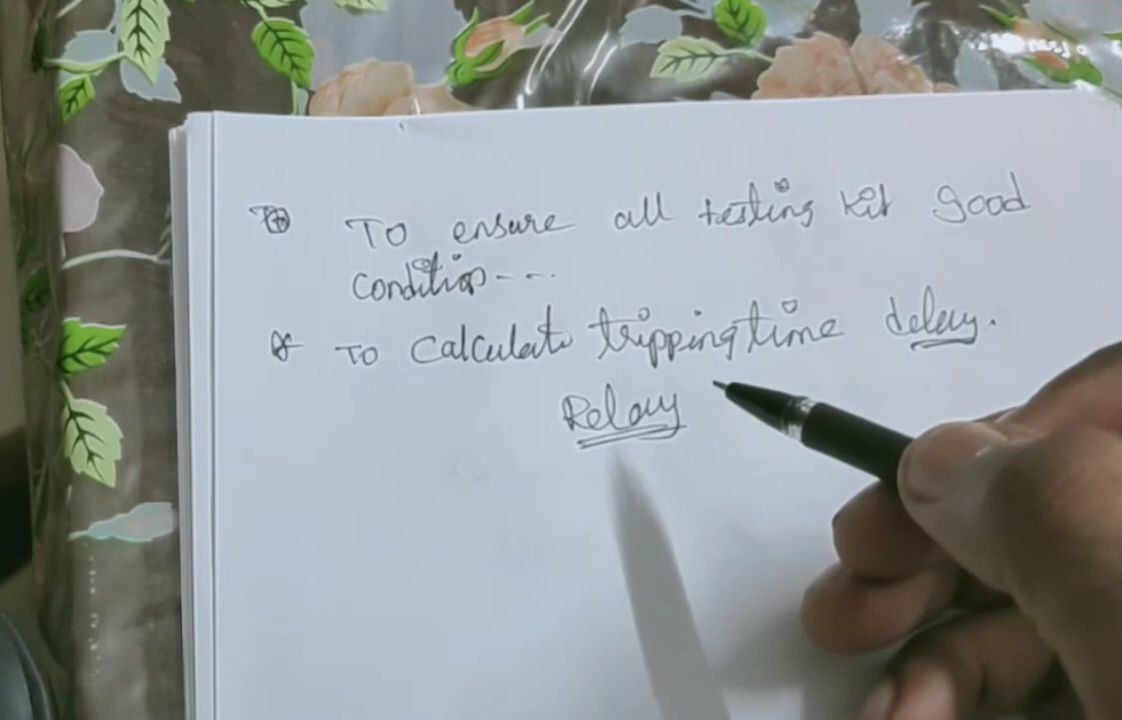 To ensure all testing kit good
condition---.
To calculate tripping time delay.
Relay